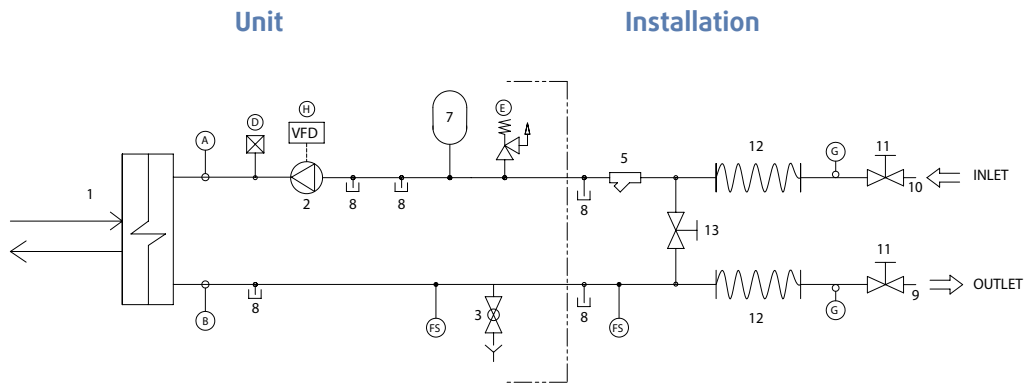 Unit Installation
H
D VFD 7 E
A 5 12 G 11
1 INLET
2 8 8 8 10
13
11
OUTLET
B 8 FS 3 8 FS 12 G 9